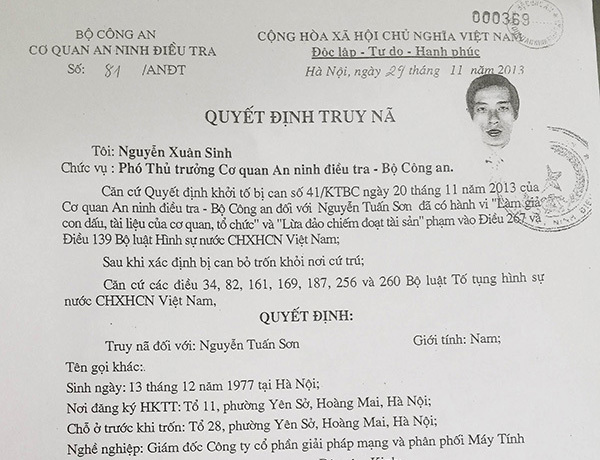 000369
BỘ CÔNG AN
CỘNG HÒA XÃ HỘI CHỦ NGHĨA VIỆT NAM
CƠ QUAN AN NINH ĐIỀU TRA
Độc lập - Tự do - Hạnh phúc
Số: 81 /ANĐT
Hà Nội, ngày 29 tháng 11 năm 2013
QUYẾT ĐỊNH TRUY NÃ
Tôi: Nguyễn Xuân Sinh
Chức vụ : Phó Thủ trưởng Cơ quan An ninh điều tra - Bộ Công an.
Căn cứ Quyết định khởi tố bị can số 41/KTBC ngày 20 tháng 11 năm 2013 của
Cơ quan An ninh điều tra - Bộ Công an đối với Nguyễn Tuấn Sơn đã có hành vi "Làm giả
con dấu, tài liệu của cơ quan, tổ chức" và "Lừa đảo chiếm đoạt tài sản" phạm vào Điều 267 và
Điều 139 Bộ luật Hình sự nước CHXHCN Việt Nam;
Sau khi xác định bị can bỏ trốn khỏi nơi cứ trú;
Căn cứ các điều 34, 82, 161, 169, 187, 256 và 260 Bộ luật Tố tụng hình sự
nước CHXHCN Việt Nam,
QUYẾT ĐỊNH:
Truy nã đối với: Nguyễn Tuấn Sơn Giới tính: Nam;
Tên gọi khác:.
Sinh ngày: 13 tháng 12 năm 1977 tại Hà Nội;
Nơi đăng ký HKTT: Tổ 11, phường Yên Sở, Hoàng Mai, Hà Nội;
Chỗ ở trước khi trốn: Tổ 28, phường Yên Sở, Hoàng Mai, Hà Nội;
Nghề nghiệp: Giám đốc Công ty cổ phần giải pháp mạng và phân phối Máy Tính